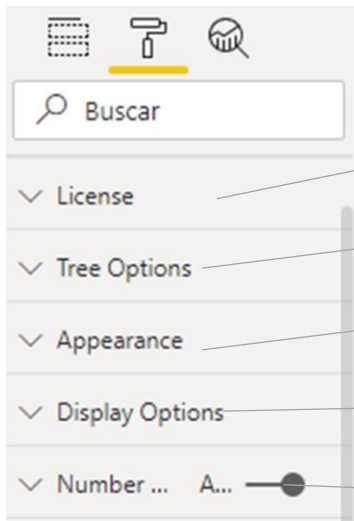 Buscar
License
Tree Options
Appearance
Display Options
Number ... A...